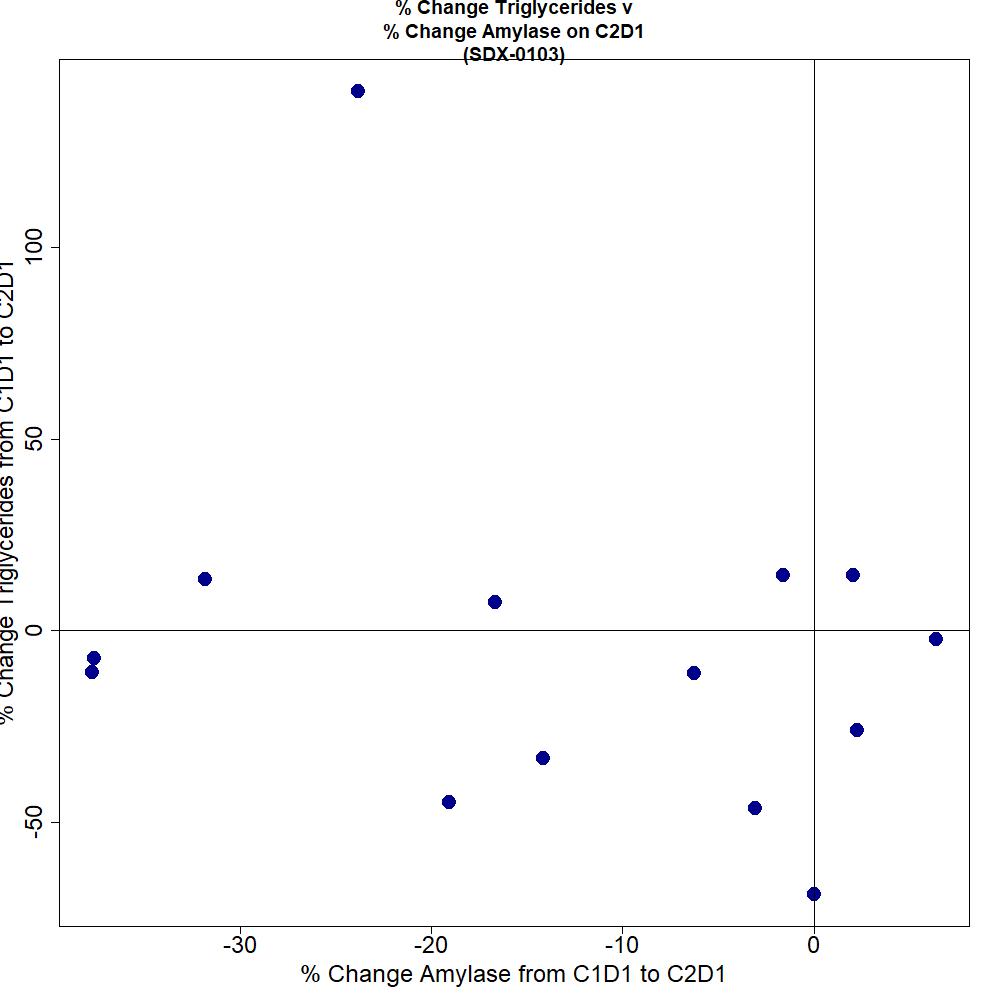 % Change Triglycerides v
% Change Amylase on C2D1
(SDX-0103)
% Change Triglycerides from C1D1 to C2D1
100
50
0
-50
-30
-20
-10
0
% Change Amylase from C1D1 to C2D1